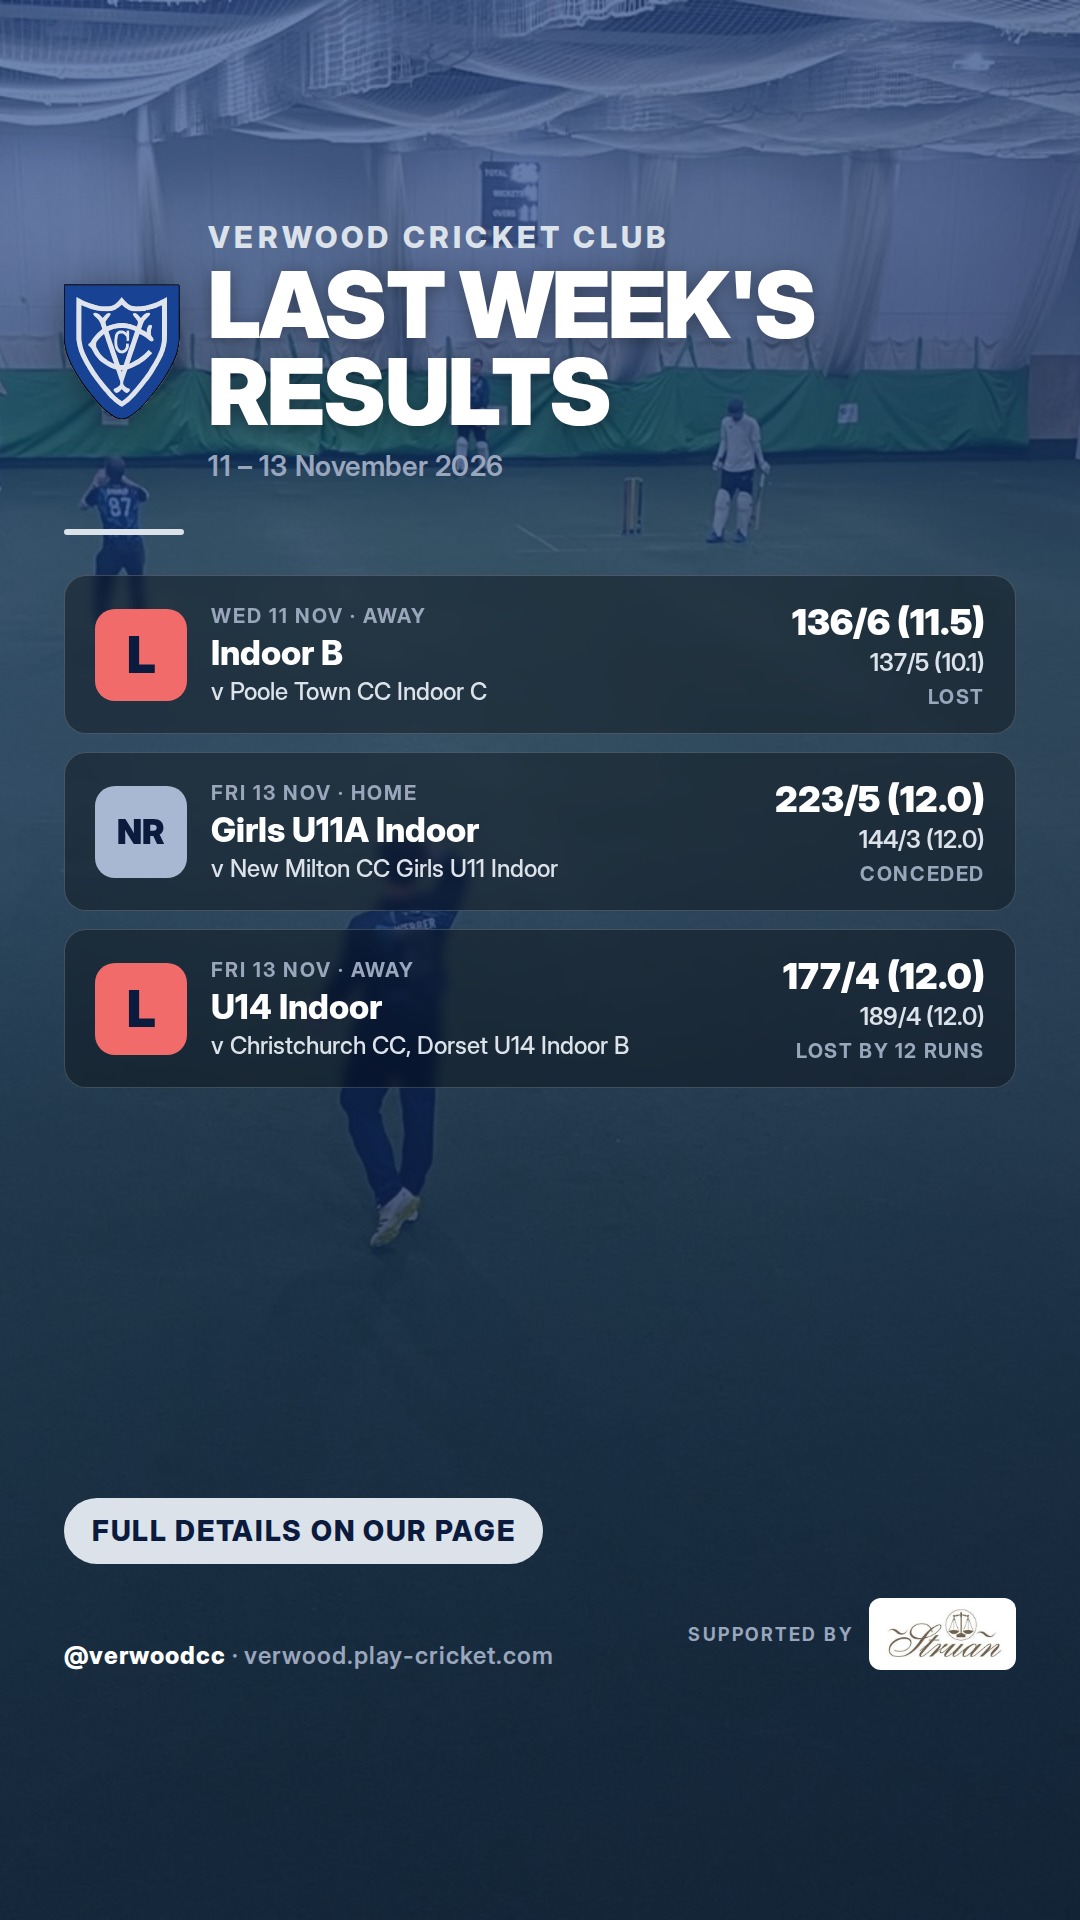 TOTAL
WICKETS
OVERS
VERWOOD CRICKET CLUB
LAST WEEK'S
RESULTS
11 – 13 November 2026
87
L
WED 11 NOV · AWAY
Indoor B
v Poole Town CC Indoor C
136/6 (11.5)
137/5 (10.1)
LOST
NR
FRI 13 NOV · HOME
Girls U11A Indoor
v New Milton CC Girls U11 Indoor
223/5 (12.0)
144/3 (12.0)
CONCEDED
L
FRI 13 NOV · AWAY
U14 Indoor
v Christchurch CC, Dorset U14 Indoor B
177/4 (12.0)
189/4 (12.0)
LOST BY 12 RUNS
FULL DETAILS ON OUR PAGE
@verwoodcc · verwood.play-cricket.com
SUPPORTED BY
Struan